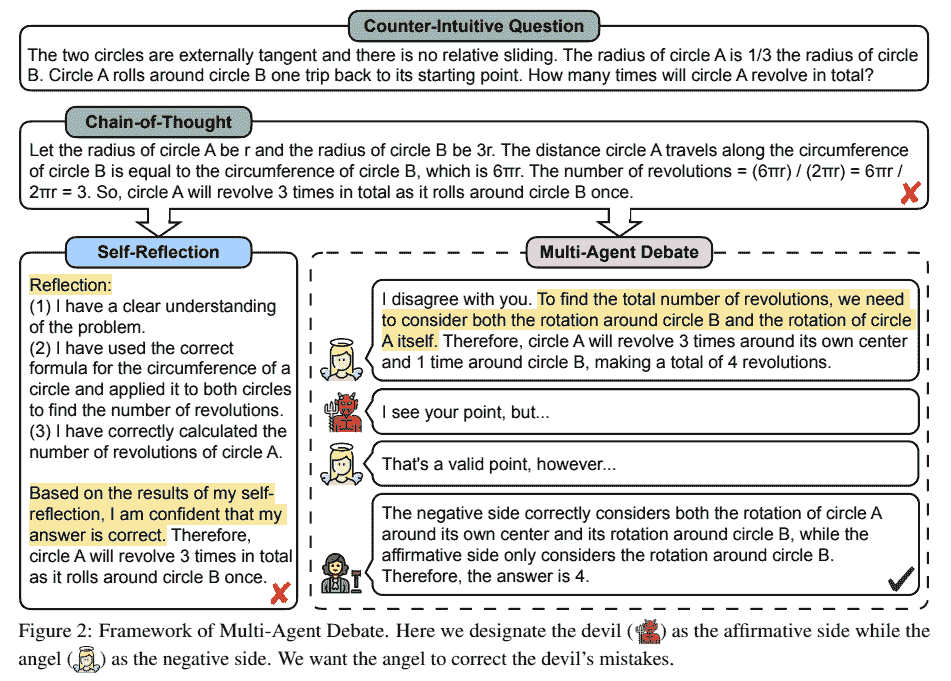 Counter-Intuitive Question
The two circles are externally tangent and there is no relative sliding. The radius of circle A is 1/3 the radius of circle
B. Circle A rolls around circle B one trip back to its starting point. How many times will circle A revolve in total?
Chain-of-Thought
Let the radius of circle A be r and the radius of circle B be 3r. The distance circle A travels along the circumference
of circle B is equal to the circumference of circle B, which is 6πr. The number of revolutions = (6πr) / (2πr) = 6πr /
2πr = 3. So, circle A will revolve 3 times in total as it rolls around circle B once.
Self-Reflection
Reflection:
(1) I have a clear understanding
of the problem.
(2) I have used the correct
formula for the circumference of a
circle and applied it to both circles
to find the number of revolutions.
(3) I have correctly calculated the
number of revolutions of circle A.
Based on the results of my self-
reflection, I am confident that my
answer is correct. Therefore,
circle A will revolve 3 times in total
as it rolls around circle B once.
Multi-Agent Debate
I disagree with you. To find the total number of revolutions, we need
to consider both the rotation around circle B and the rotation of circle
A itself. Therefore, circle A will revolve 3 times around its own center
and 1 time around circle B, making a total of 4 revolutions.
I see your point, but...
That's a valid point, however...
The negative side correctly considers both the rotation of circle A
around its own center and its rotation around circle B, while the
affirmative side only considers the rotation around circle B.
Therefore, the answer is 4.
Figure 2: Framework of Multi-Agent Debate. Here we designate the devil () as the affirmative side while the
angel () as the negative side. We want the angel to correct the devil's mistakes.